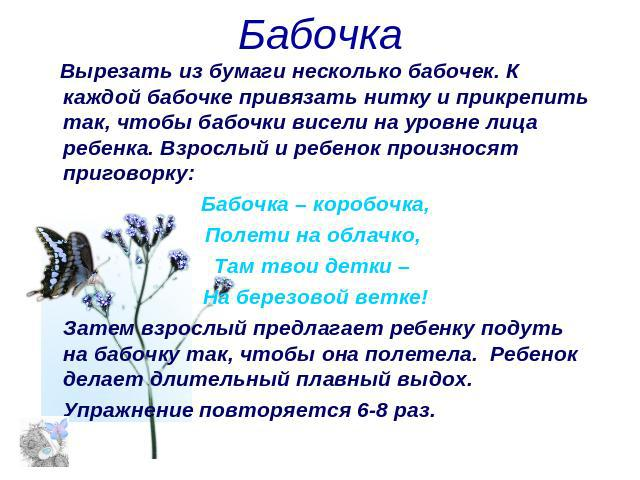 Бабочка
Вырезать из бумаги несколько бабочек. К
каждой бабочке привязать нитку и прикрепить
так, чтобы бабочки висели на уровне лица
ребенка. Взрослый и ребенок произносят
приговорку:
Бабочка – коробочка,
Полети на облачко,
Там твои детки –
На березовой ветке!
Затем взрослый предлагает ребенку подуть
на бабочку так, чтобы она полетела. Ребенок
делает длительный плавный выдох.
Упражнение повторяется 6-8 раз.